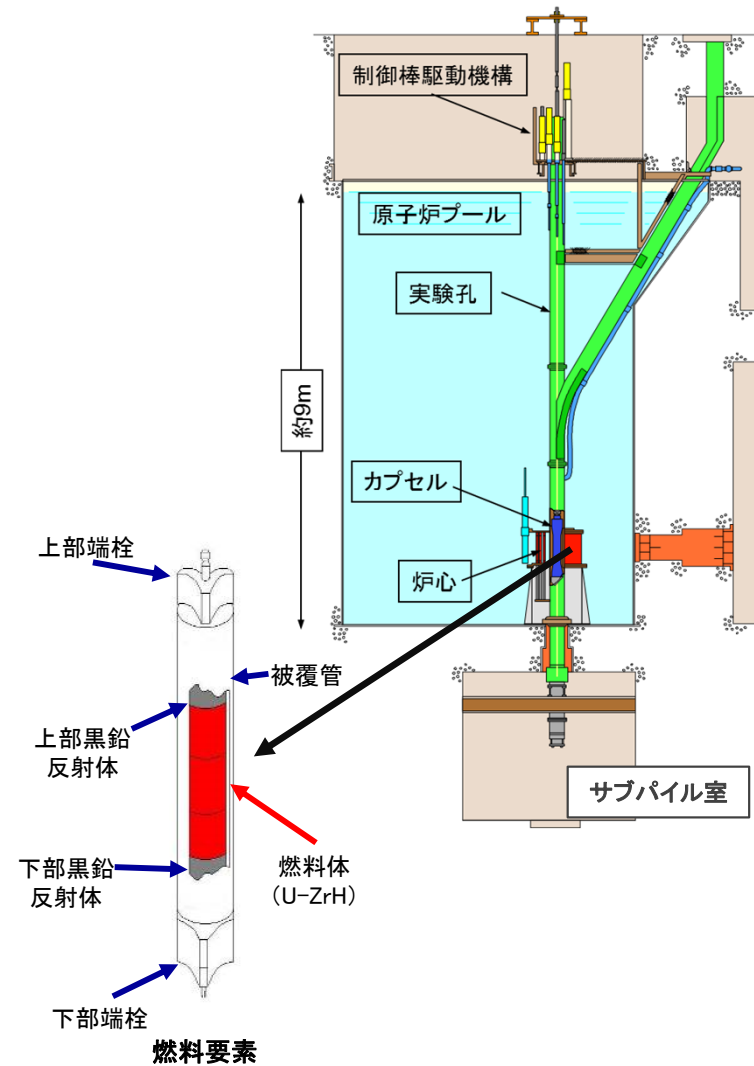 制御棒駆動機構
原子炉プール
実験孔
約9m
カプセル
上部端栓
炉心
被覆管
上部黒鉛
反射体
サブパイル室
下部黒鉛
反射体
燃料体
（U-ZrH）
下部端栓
燃料要素